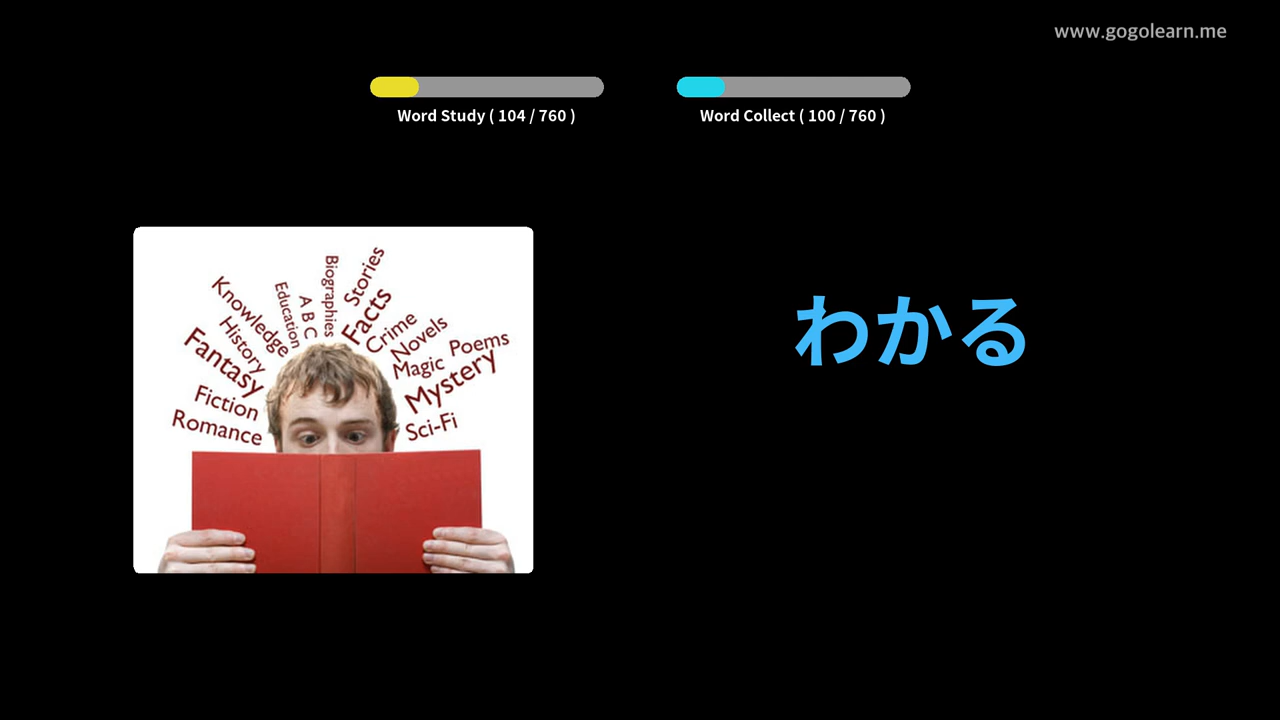 www.gogolearn.me
Word Study ( 104 / 760 )
Word Collect ( 100 / 760 )
わかる
Romance
Fiction
Fantasy
History
Knowledge
Education
A B C
Biographies
Stories
Facts
Crime
Novels
Poems
Magic
Mystery
Sci-Fi